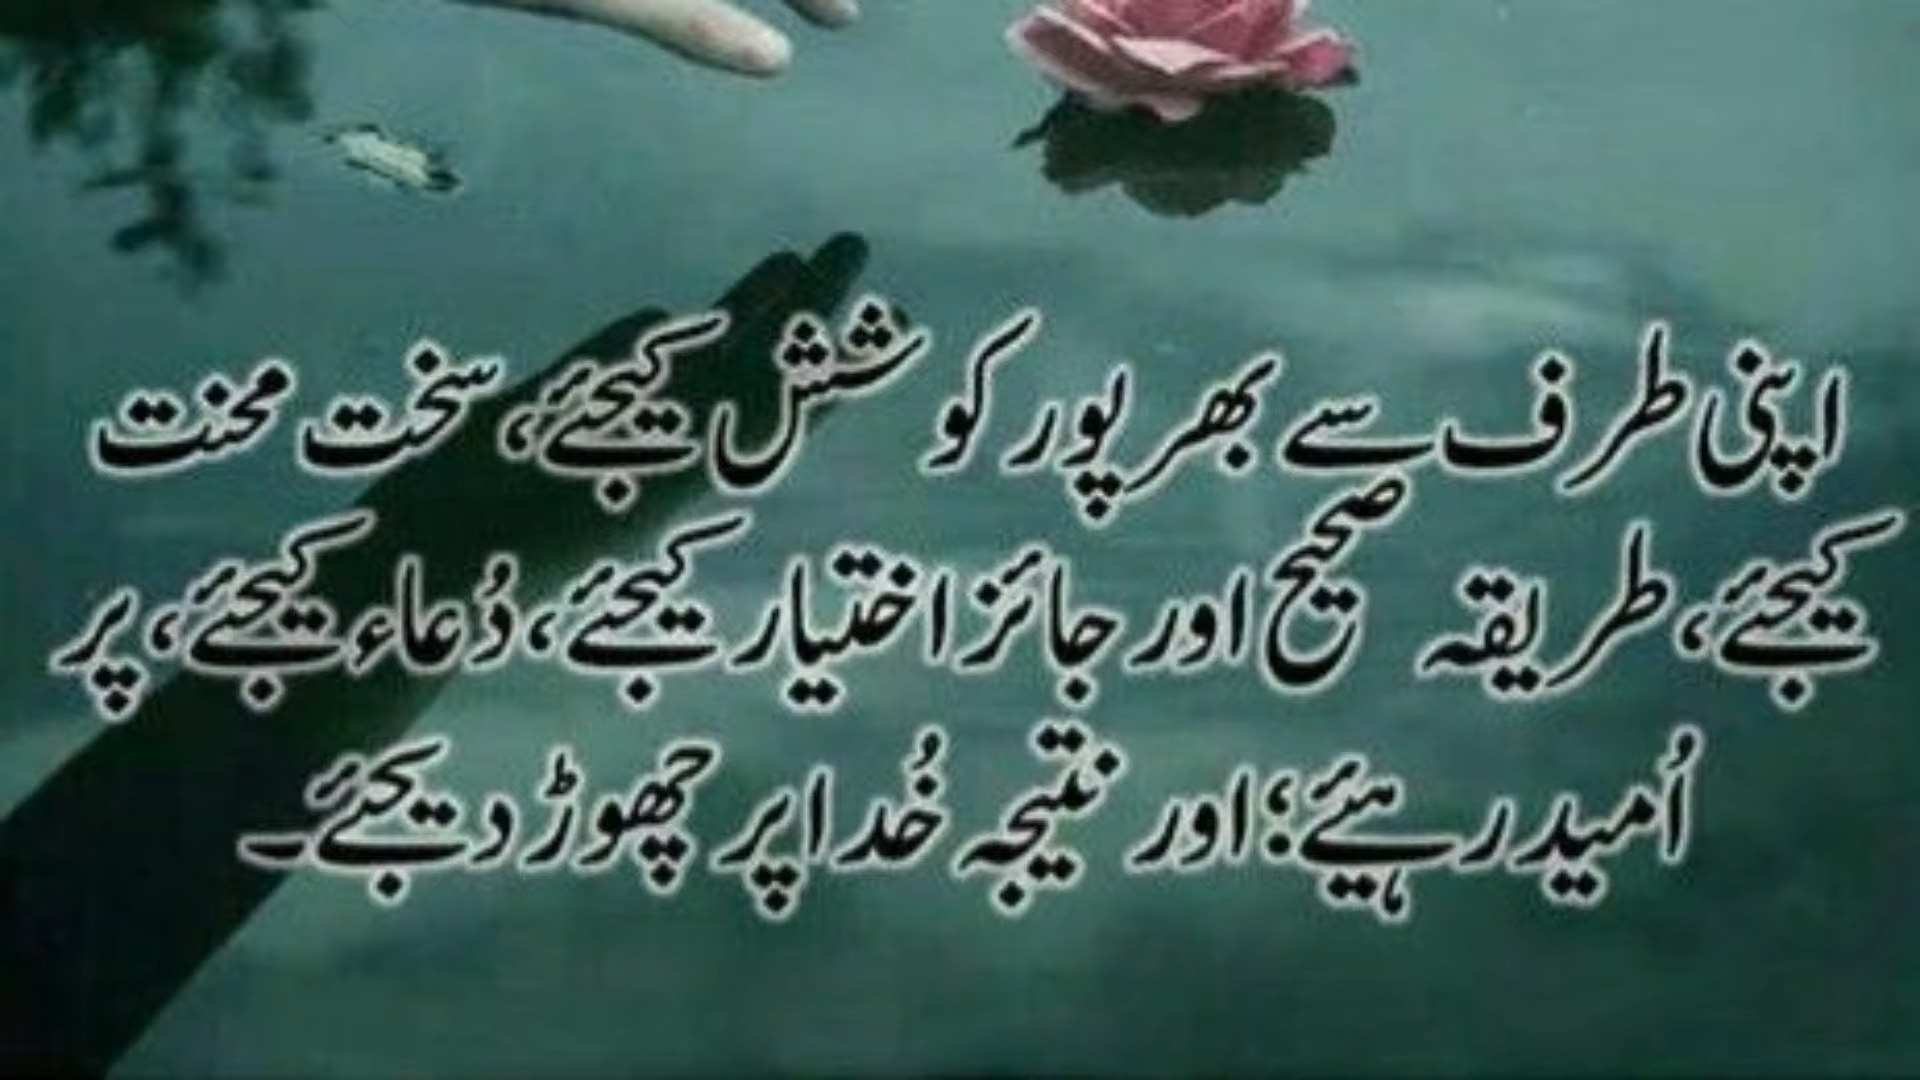 اپنی طرف سے بھرپور کوشش کیجئے، سخت محنت
کیجئے، طریقہ صحیح اور جائز اختیار کیجئے، دُعاء کیجئے، پر
اُمید رہیئے؛ اور نتیجہ خُدا پر چھوڑ دیجئے۔